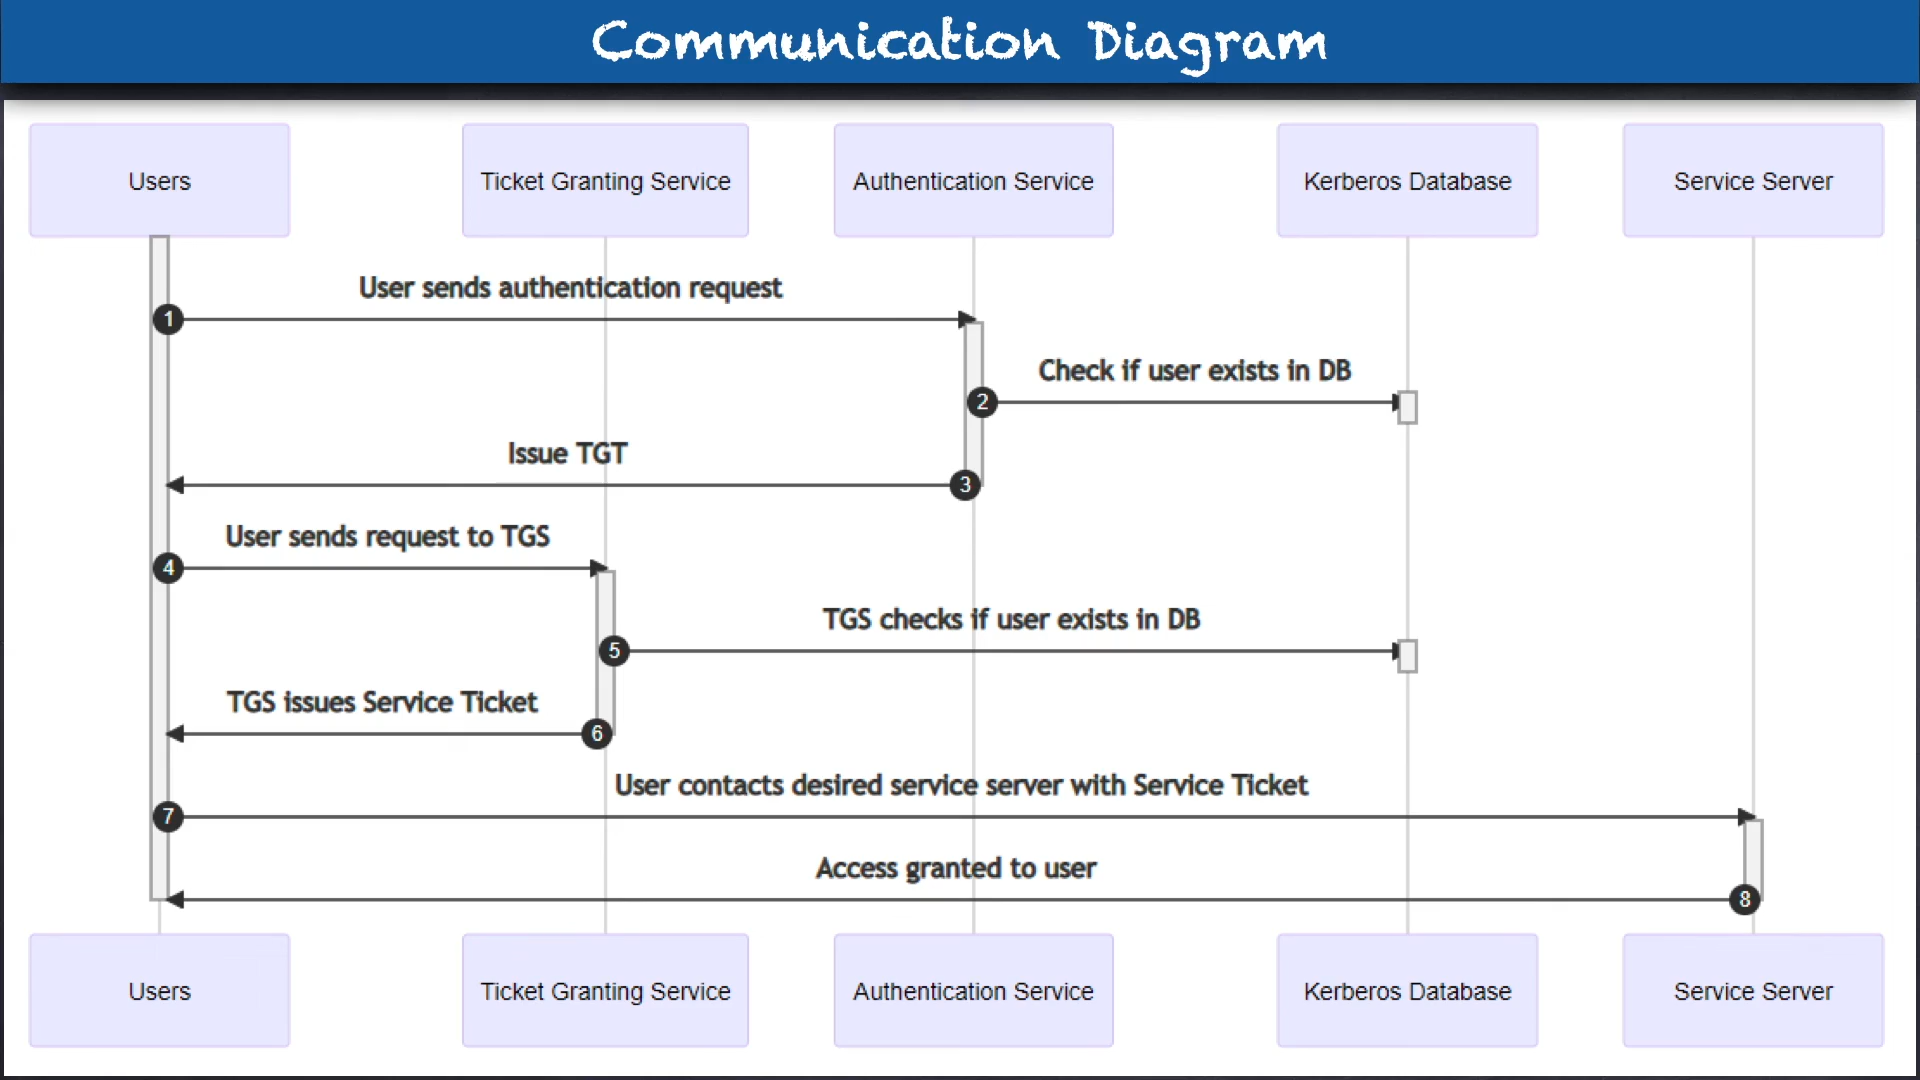 Communication Diagram
Users
Ticket Granting Service
Authentication Service
Kerberos Database
Service Server
User sends authentication request
1
Check if user exists in DB
2
Issue TGT
3
User sends request to TGS
4
TGS checks if user exists in DB
5
TGS issues Service Ticket
6
User contacts desired service server with Service Ticket
7
Access granted to user
8
Users
Ticket Granting Service
Authentication Service
Kerberos Database
Service Server